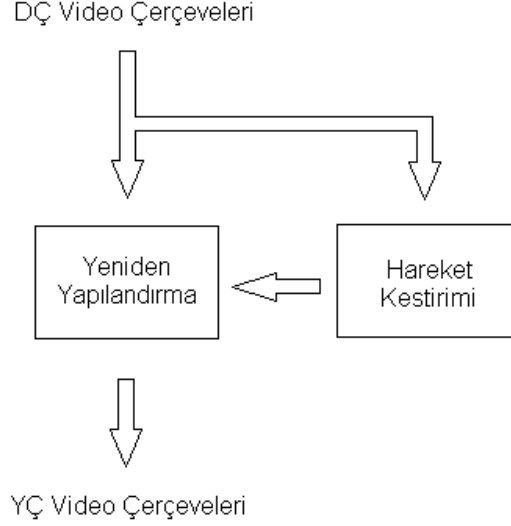 DÇ Video Çerçeveleri
Yeniden
Yapılandırma
Hareket
Kestirimi
YÇ Video Çerçeveleri